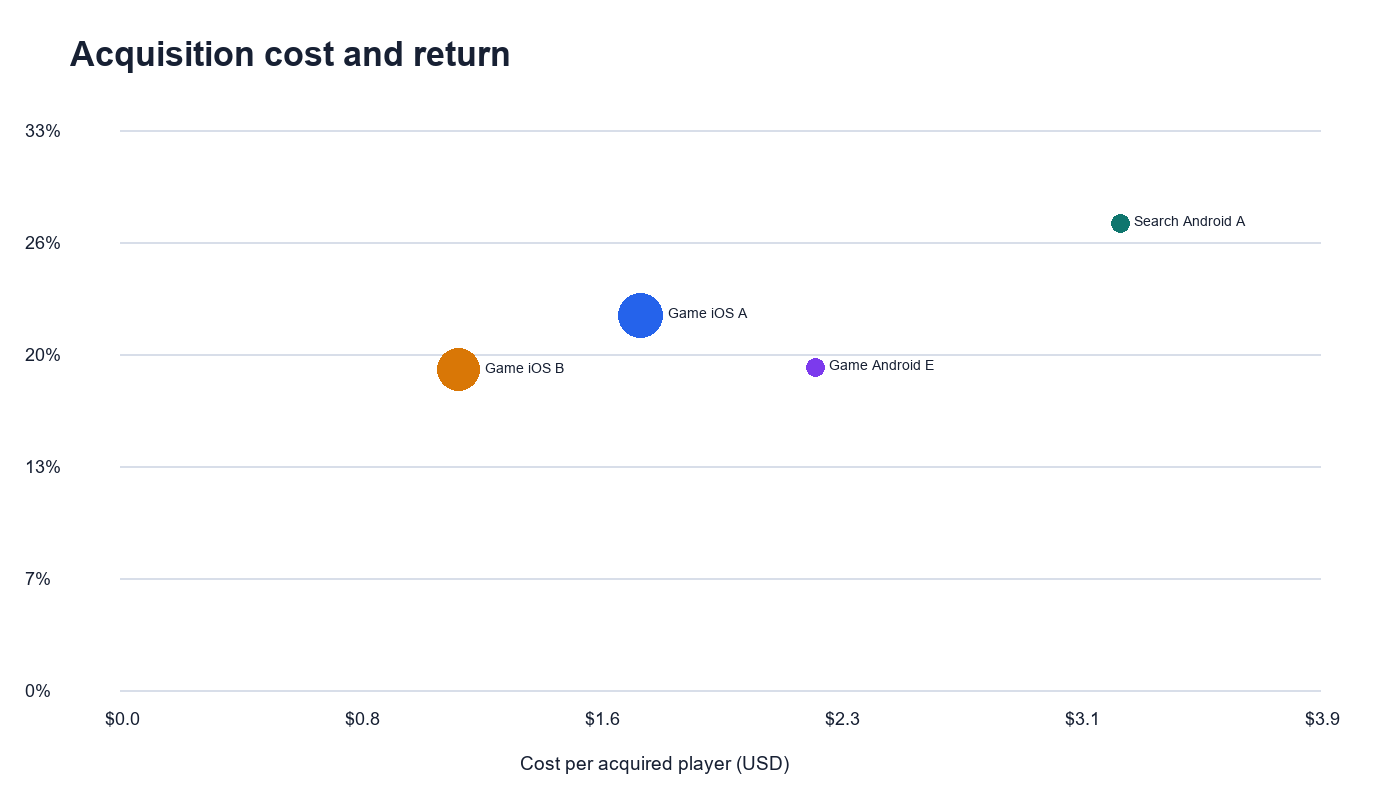 Acquisition cost and return
33%
26%
Search Android A
Game iOS A
20%
Game iOS B
Game Android E
13%
7%
0%
$0.0 $0.8 $1.6 $2.3 $3.1 $3.9
Cost per acquired player (USD)